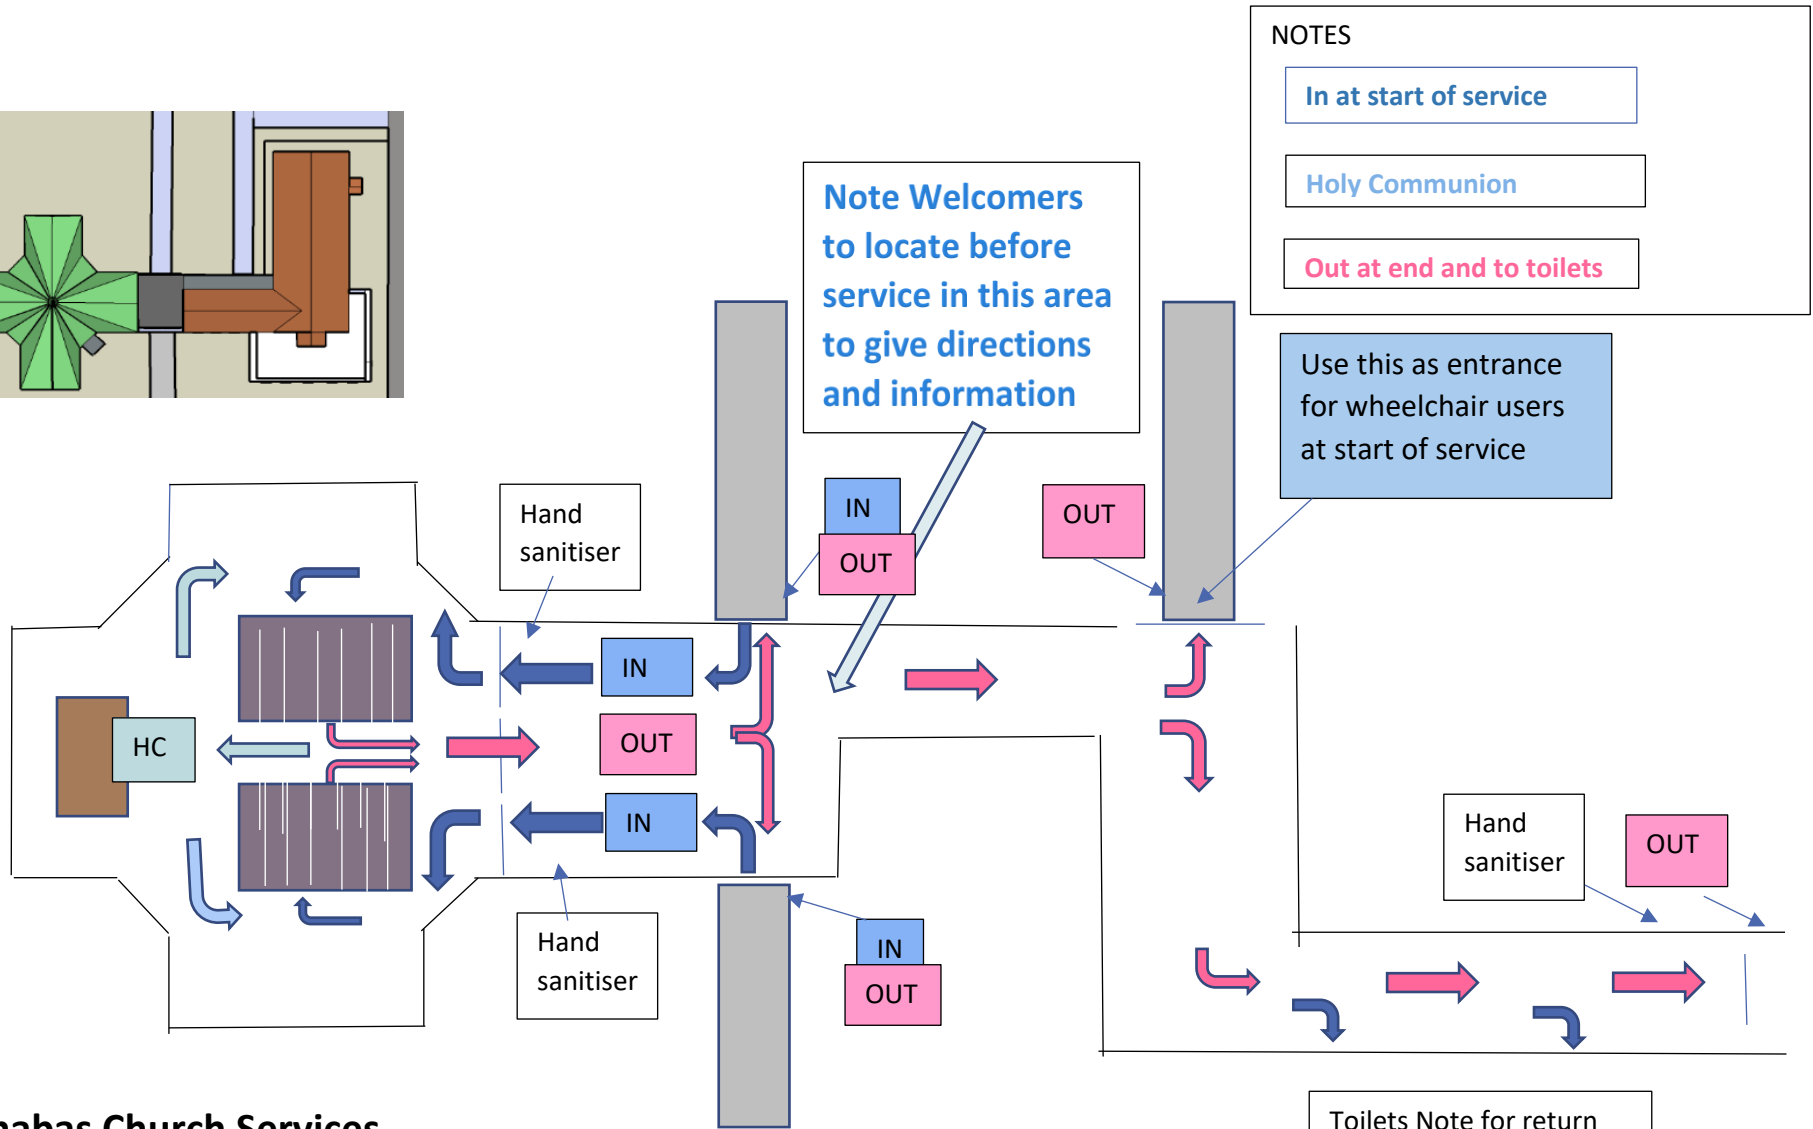 NOTES
In at start of service
Holy Communion
Out at end and to toilets
Note Welcomers
to locate before
service in this area
to give directions
and information
Use this as entrance
for wheelchair users
at start of service
Hand
sanitiser
IN
OUT
OUT
IN
HC
OUT
IN
Hand
sanitiser
IN
OUT
Hand
sanitiser
OUT
Church Services
Toilets Note for return